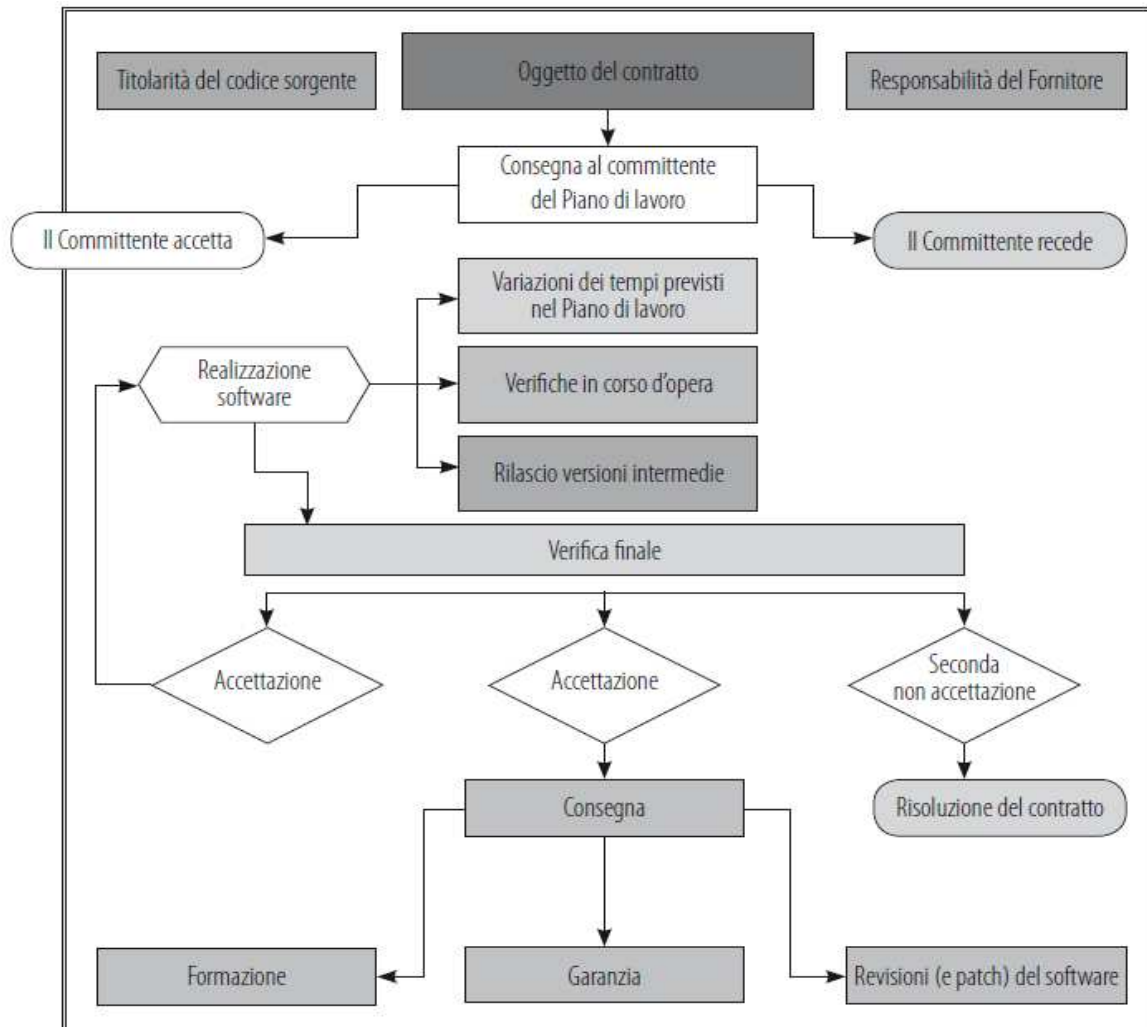 Titolarità del codice sorgente
Oggetto del contratto
Responsabilità del Fornitore
Consegna al committente
del Piano di lavoro
Il Committente accetta
Il Committente recede
Variazioni dei tempi previsti
nel Piano di lavoro
Realizzazione
software
Verifiche in corso d'opera
Rilascio versioni intermedie
Verifica finale
Accettazione
Accettazione
Seconda
non accettazione
Consegna
Risoluzione del contratto
Formazione
Garanzia
Revisioni (e patch) del software